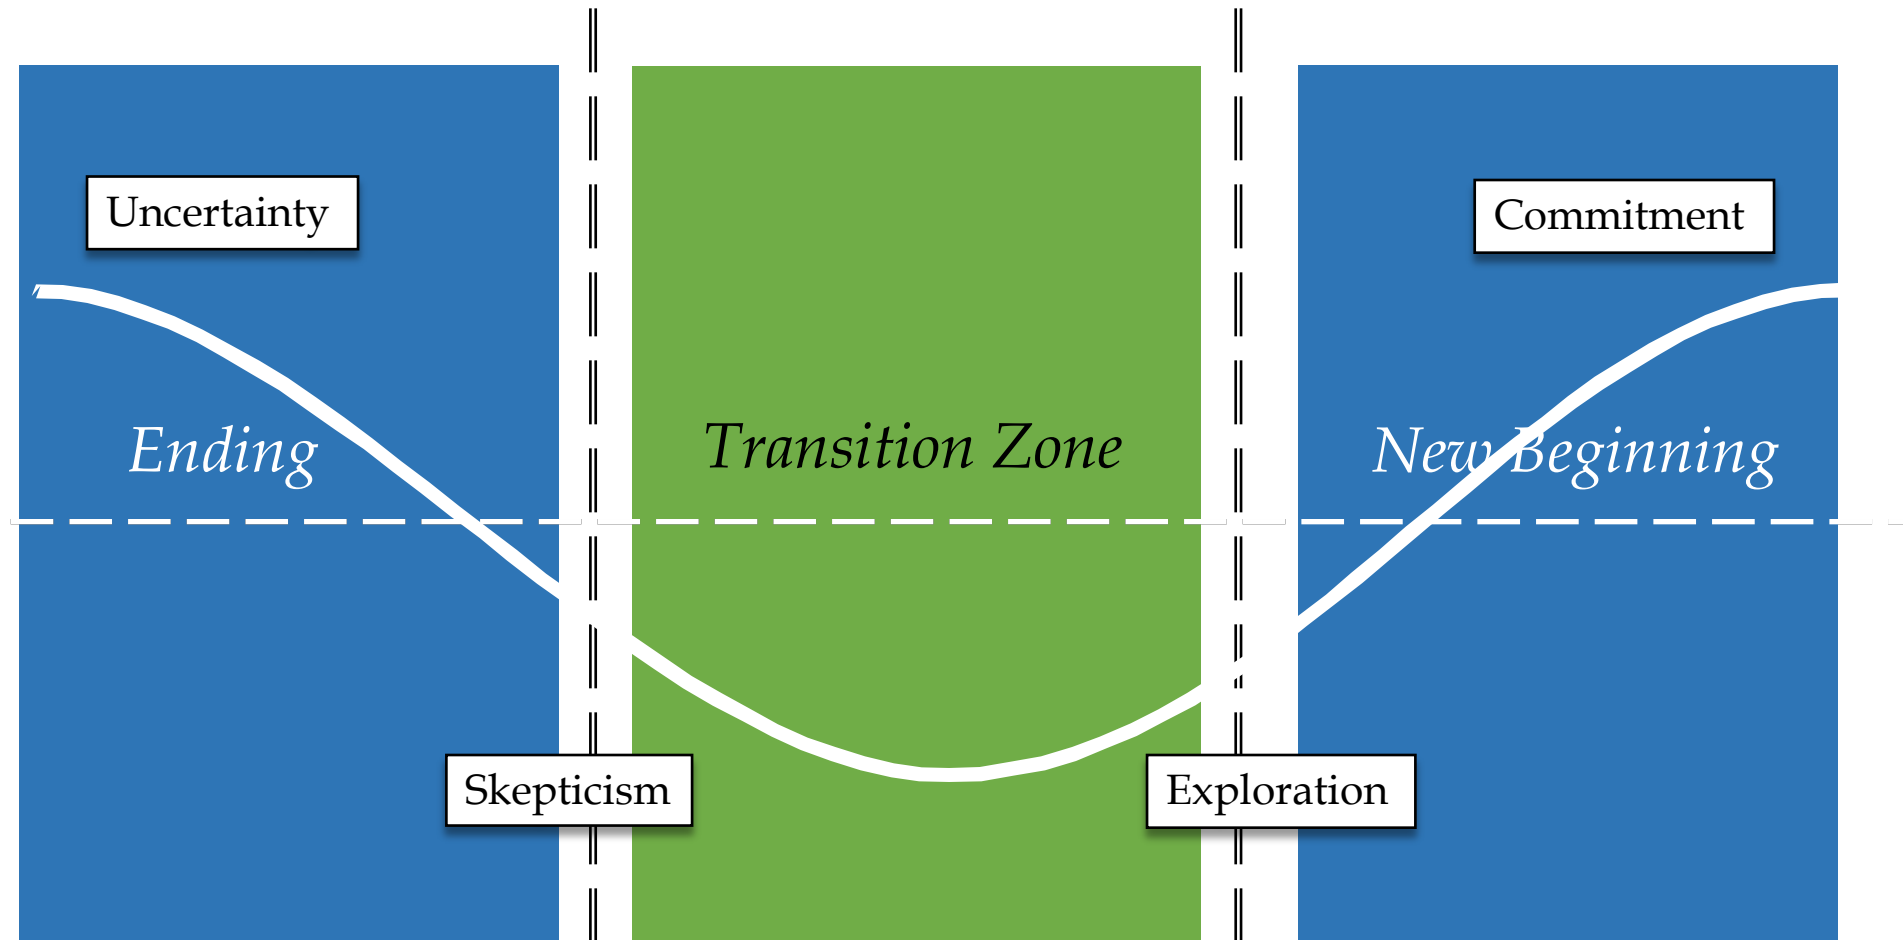 Uncertainty
Commitment
Ending
Transition Zone
New Beginning
Skepticism
Exploration